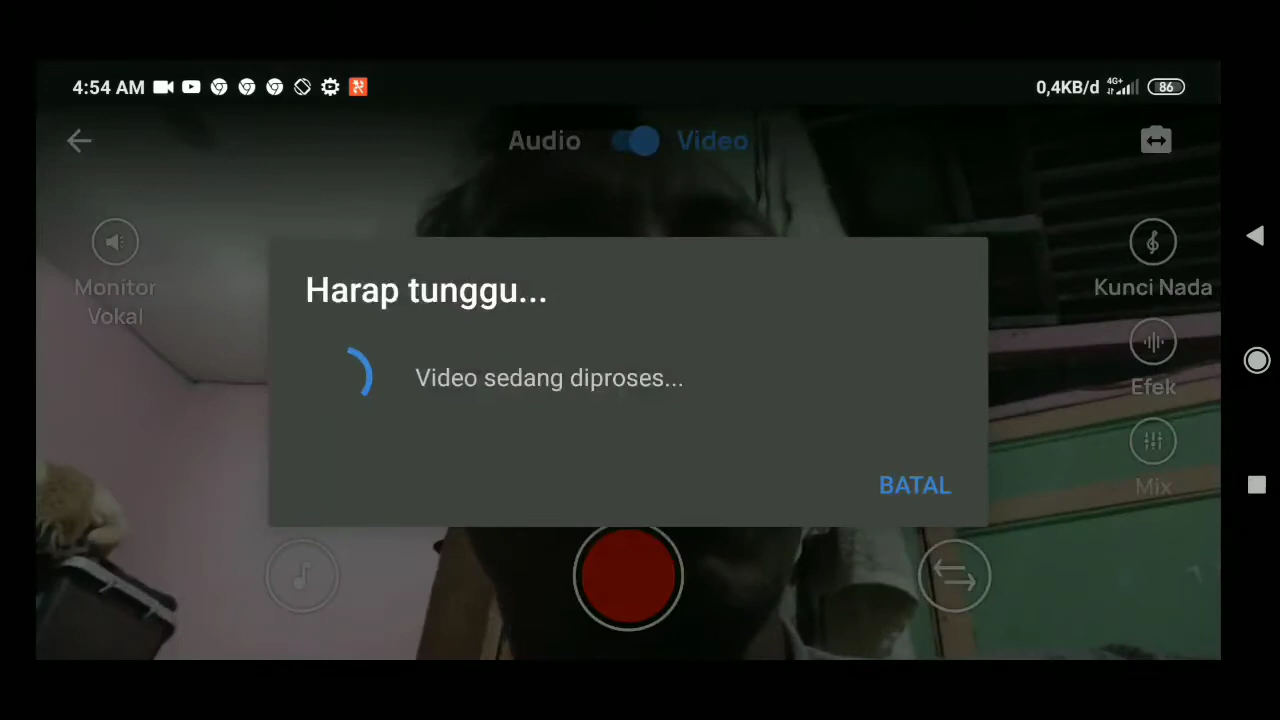 4:54 AM
0,4KB/d 4G+ 86
Audio Video
Monitor
Vokal
Kunci Nada
Efek
Mix
Harap tunggu...
Video sedang diproses...
BATAL